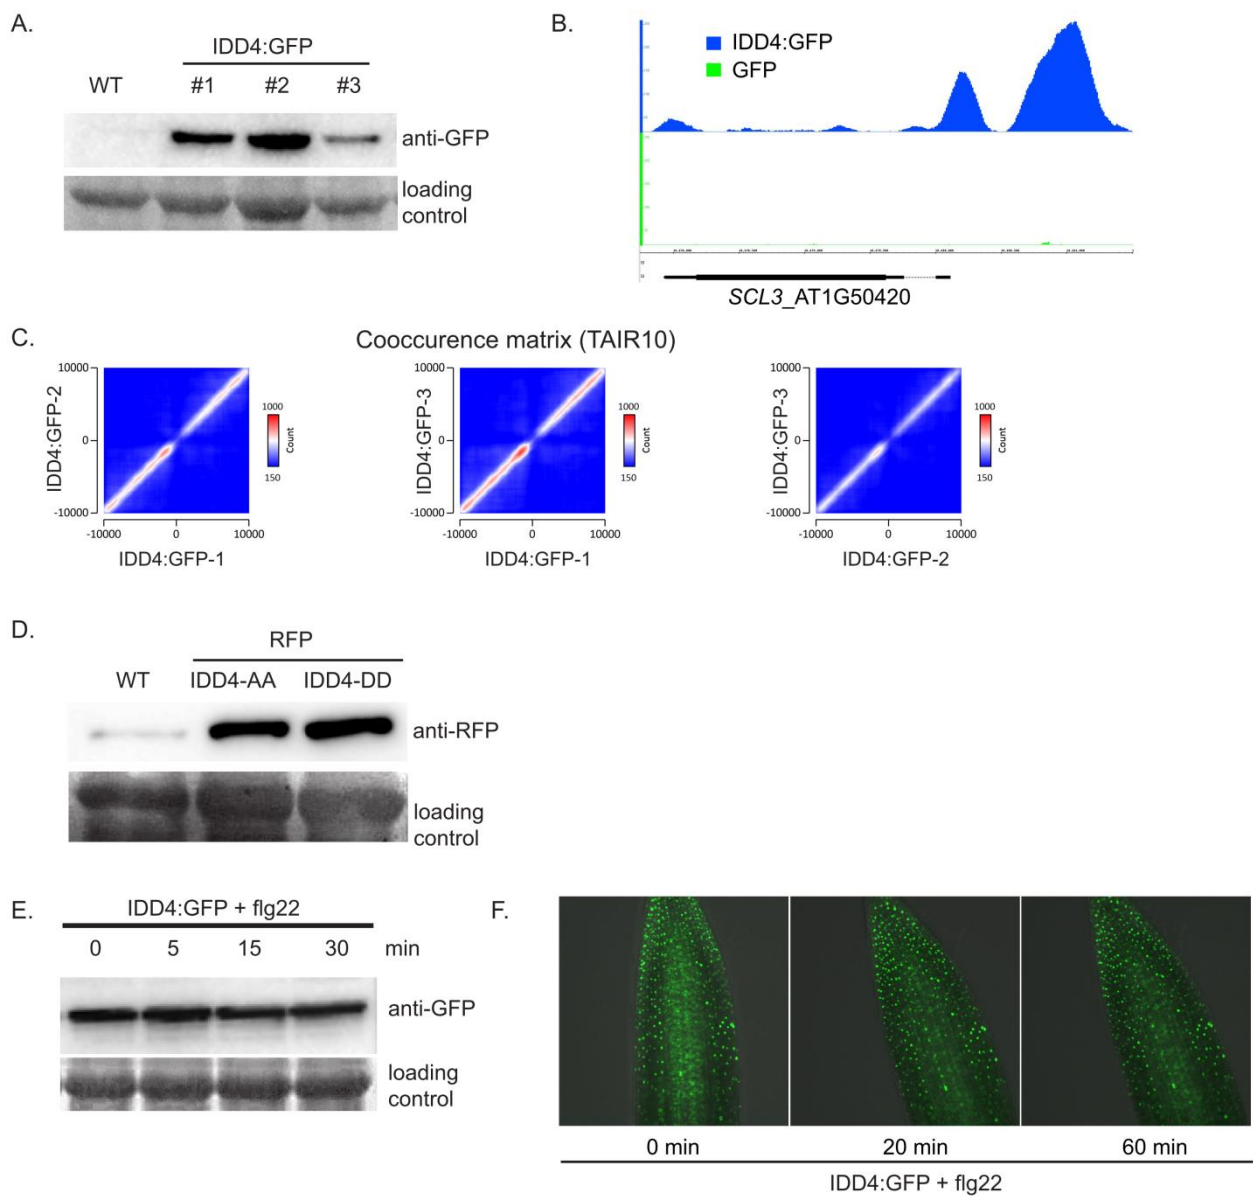 A.
IDD4:GFP
WT #1 #2 #3
anti-GFP
loading
control
B.
IDD4:GFP
GFP
SCL3_AT1G50420
C.
Cooccurence matrix (TAIR10)
10000
0
-10000
IDD4:GFP-2
-10000 0 10000
IDD4:GFP-1
1000
150
Count
10000
0
-10000
IDD4:GFP-3
-10000 0 10000
IDD4:GFP-1
1000
150
Count
10000
0
-10000
IDD4:GFP-3
-10000 0 10000
IDD4:GFP-2
1000
150
Count
D.
RFP
WT IDD4-AA IDD4-DD
anti-RFP
loading
control
E.
IDD4:GFP + flg22
0 5 15 30 min
anti-GFP
loading
control
F.
0 min 20 min 60 min
IDD4:GFP + flg22